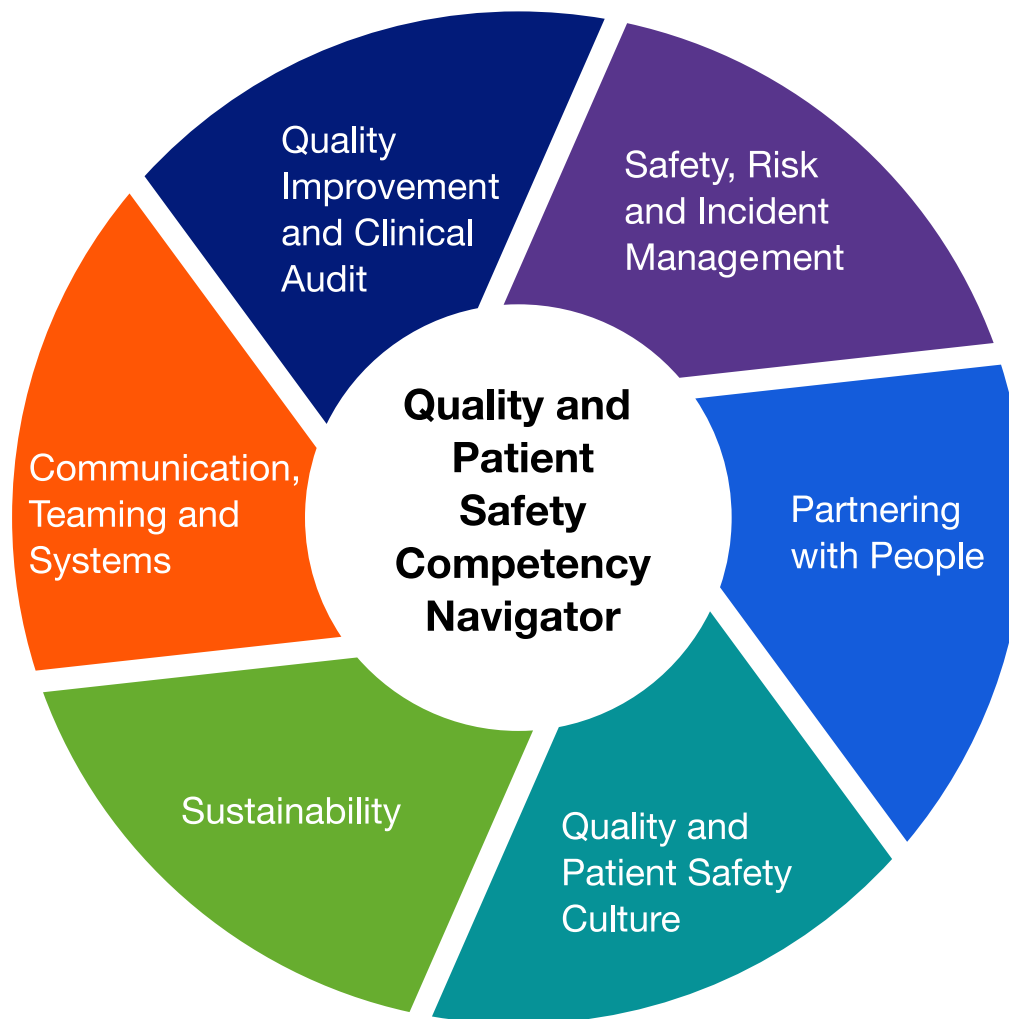 Quality
Improvement
and Clinical
Audit
Safety, Risk
and Incident
Management
Communication,
Teaming and
Systems
Quality and
Patient
Safety
Competency
Navigator
Partnering
with People
Sustainability
Quality and
Patient Safety
Culture